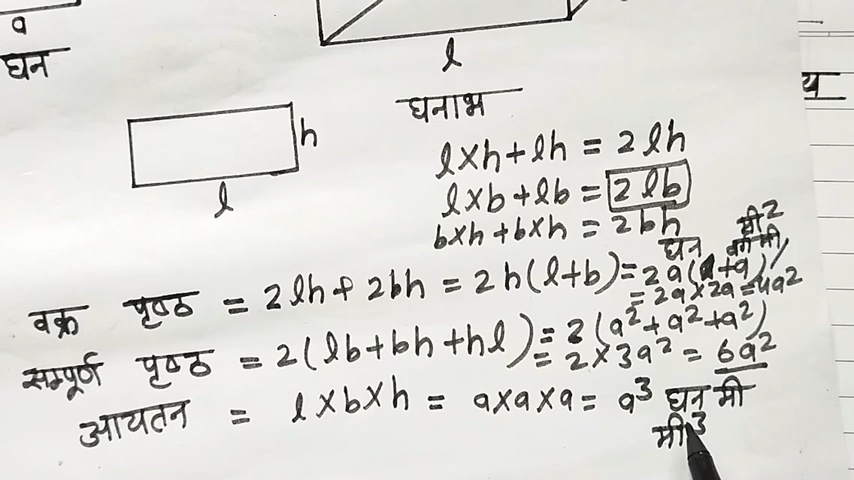 a
घन
l
घनाभ
h
l
l×h+lh = 2lh
l×b+lb = 2lb
b×h+b×h = 2bh
घन वर्ग मी / मी2
वक्र पृष्ठ = 2lh+2bh = 2h(l+b) = 2a(a+a)
= 2a×2a = 4a²
सम्पूर्ण पृष्ठ = 2(lb+bh+hl) = 2(a²+a²+a²)
= 2×3a² = 6a²
आयतन = l×b×h = a×a×a = a³ घन मी
मी3
य